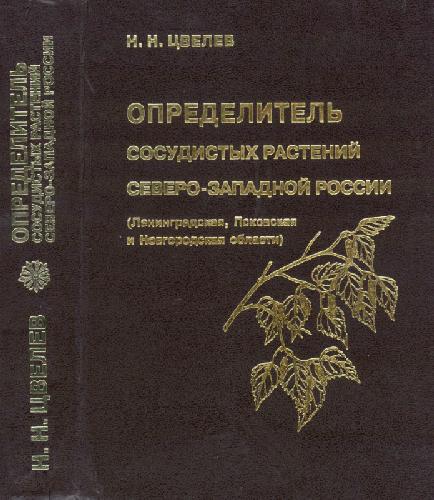 Н. Н. ЦВЕЛЕВ
ОПРЕДЕЛИТЕЛЬ
СОСУДИСТЫХ РАСТЕНИЙ
СЕВЕРО-ЗАПАДНОЙ РОССИИ
(Ленинградская, Псковская
и Новгородская области)
Н. Н. ЦВЕЛЕВ
ОПРЕДЕЛИТЕЛЬ
СОСУДИСТЫХ РАСТЕНИЙ
СЕВЕРО-ЗАПАДНОЙ РОССИИ